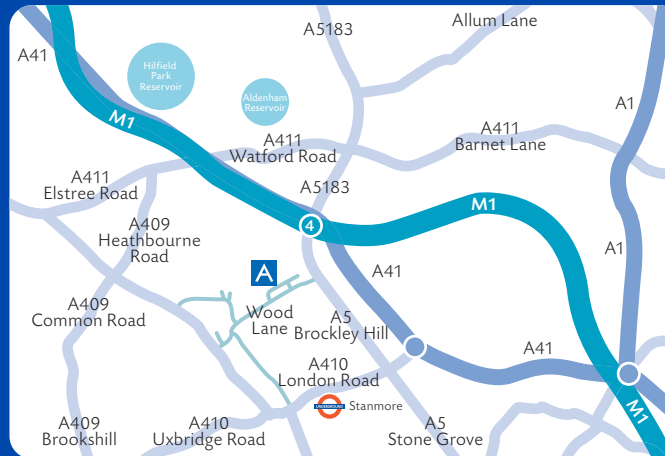 Allum Lane
A5183
A41
Hilfield
Park
Reservoir
Aldenham
Reservoir
A1
M1
A411
Watford Road
A411
Barnet Lane
A411
Elstree Road
A5183
M1
A409
Heathbourne
Road
4
A1
A
A41
A409
Common Road
Wood
Lane
A5
Brockley Hill
A41
A410
London Road
UNDERGROUND
Stanmore
M1
A409
Brookshill
A410
Uxbridge Road
A5
Stone Grove